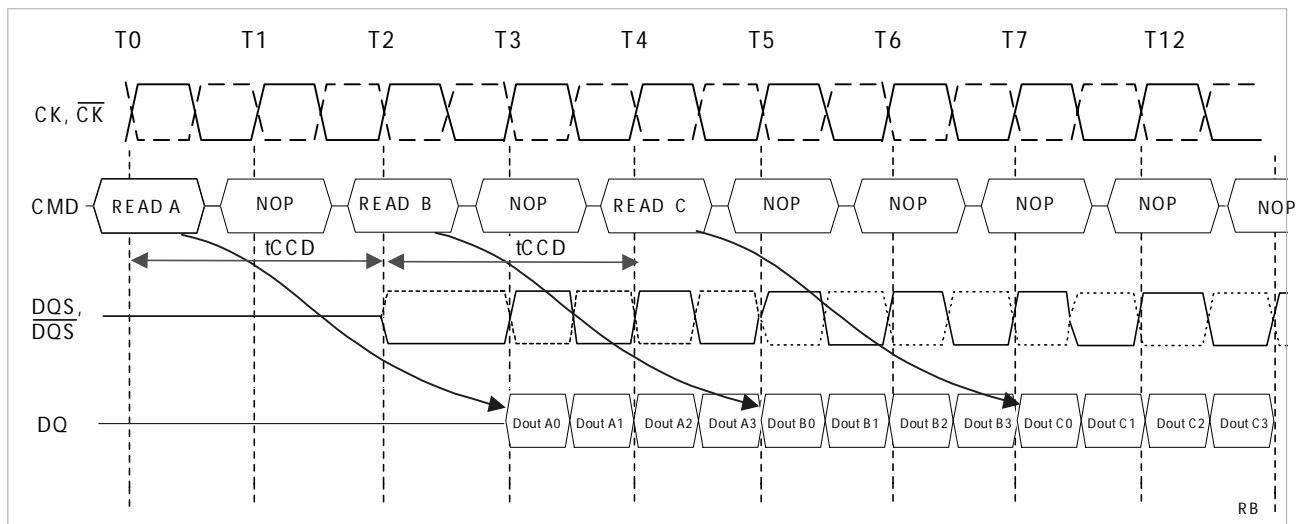 T0 T1 T2 T3 T4 T5 T6 T7 T12
CK, C̅K̅
CMD READ A NOP READ B NOP READ C NOP NOP NOP NOP NOP
tCCD tCCD
DQS,
D̅Q̅S̅
DQ Dout A0 Dout A1 Dout A2 Dout A3 Dout B0 Dout B1 Dout B2 Dout B3 Dout C0 Dout C1 Dout C2 Dout C3
RB